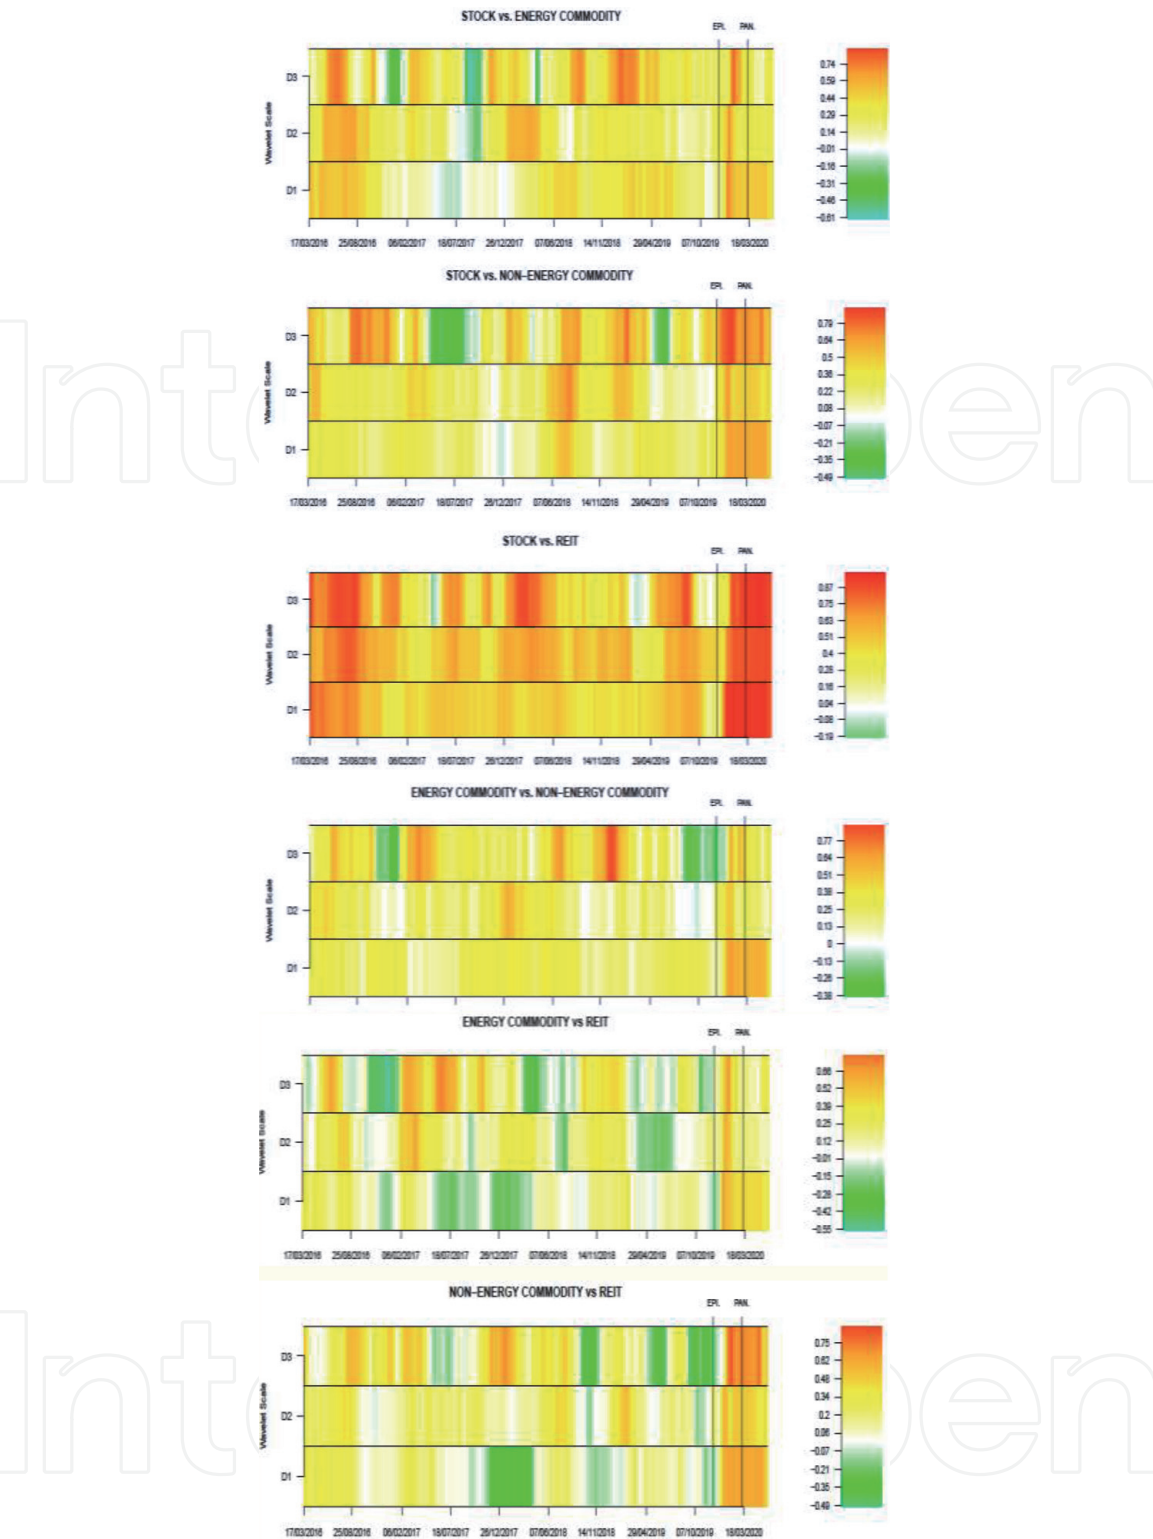 STOCK vs. ENERGY COMMODITY
EPI. PAN.
D3
D2
D1
Wavelet Scale
17/03/2016 25/08/2016 06/02/2017 18/07/2017 26/12/2017 07/06/2018 14/11/2018 29/04/2019 07/10/2019 18/03/2020
0.74
0.59
0.44
0.29
0.14
−0.01
−0.16
−0.31
−0.46
−0.61
STOCK vs. NON−ENERGY COMMODITY
EPI. PAN.
D3
D2
D1
Wavelet Scale
17/03/2016 25/08/2016 06/02/2017 18/07/2017 26/12/2017 07/06/2018 14/11/2018 29/04/2019 07/10/2019 18/03/2020
0.79
0.64
0.5
0.36
0.22
0.08
−0.07
−0.21
−0.35
−0.49
STOCK vs. REIT
EPI. PAN.
D3
D2
D1
Wavelet Scale
17/03/2016 25/08/2016 06/02/2017 18/07/2017 26/12/2017 07/06/2018 14/11/2018 29/04/2019 07/10/2019 18/03/2020
0.87
0.75
0.63
0.51
0.4
0.28
0.16
0.04
−0.08
−0.19
ENERGY COMMODITY vs. NON−ENERGY COMMODITY
EPI. PAN.
D3
D2
D1
Wavelet Scale
0.77
0.64
0.51
0.38
0.25
0.13
0
−0.13
−0.26
−0.38
ENERGY COMMODITY vs REIT
EPI. PAN.
D3
D2
D1
Wavelet Scale
17/03/2016 25/08/2016 06/02/2017 18/07/2017 26/12/2017 07/06/2018 14/11/2018 29/04/2019 07/10/2019 18/03/2020
0.66
0.52
0.39
0.25
0.12
−0.01
−0.15
−0.28
−0.42
−0.55
NON−ENERGY COMMODITY vs REIT
EPI. PAN.
D3
D2
D1
Wavelet Scale
17/03/2016 25/08/2016 06/02/2017 18/07/2017 26/12/2017 07/06/2018 14/11/2018 29/04/2019 07/10/2019 18/03/2020
0.75
0.62
0.48
0.34
0.2
0.06
−0.07
−0.21
−0.35
−0.49